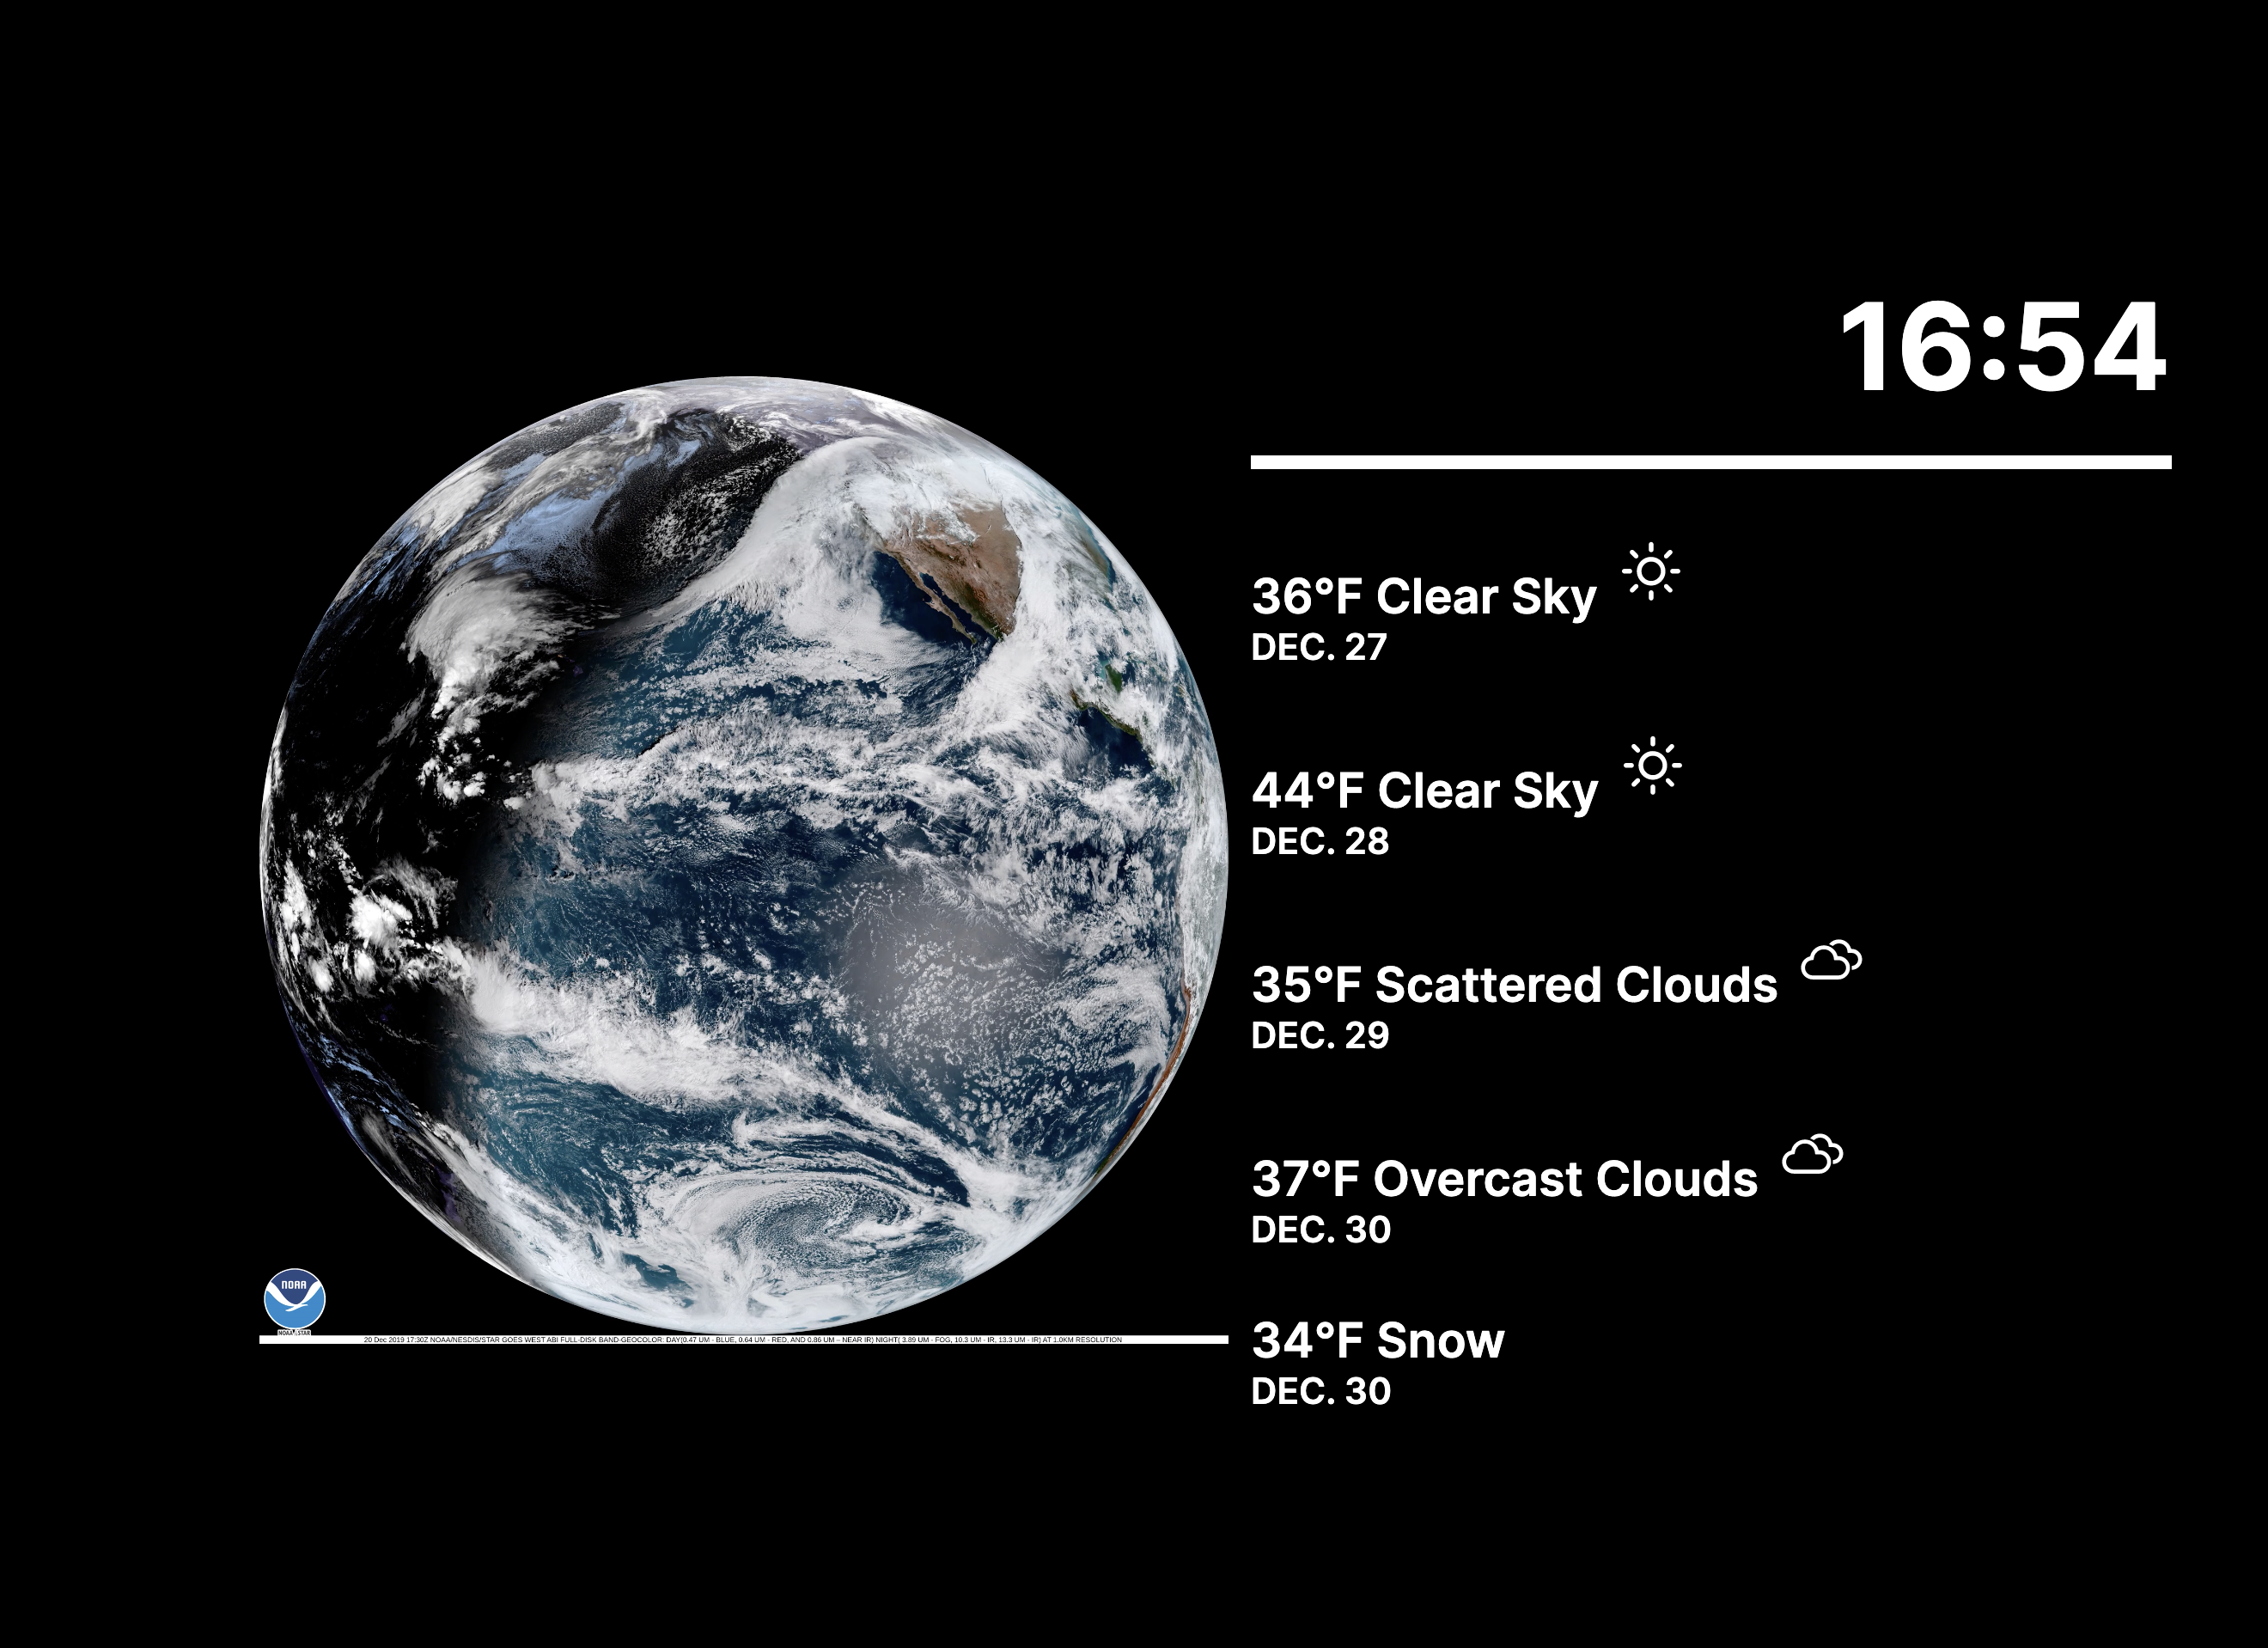 16:54
36°F Clear Sky
DEC. 27
44°F Clear Sky
DEC. 28
35°F Scattered Clouds
DEC. 29
37°F Overcast Clouds
DEC. 30
34°F Snow
DEC. 30
NOAA
NOAA STAR
20 Dec 2019 17:30Z NOAA/NESDIS/STAR GOES WEST ABI FULL-DISK BAND-GEOCOLOR: DAY(0.47 UM - BLUE, 0.64 UM - RED, AND 0.86 UM - NEAR IR) NIGHT( 3.89 UM - FOG, 10.3 UM - IR, 13.3 UM - IR) AT 1.0KM RESOLUTION